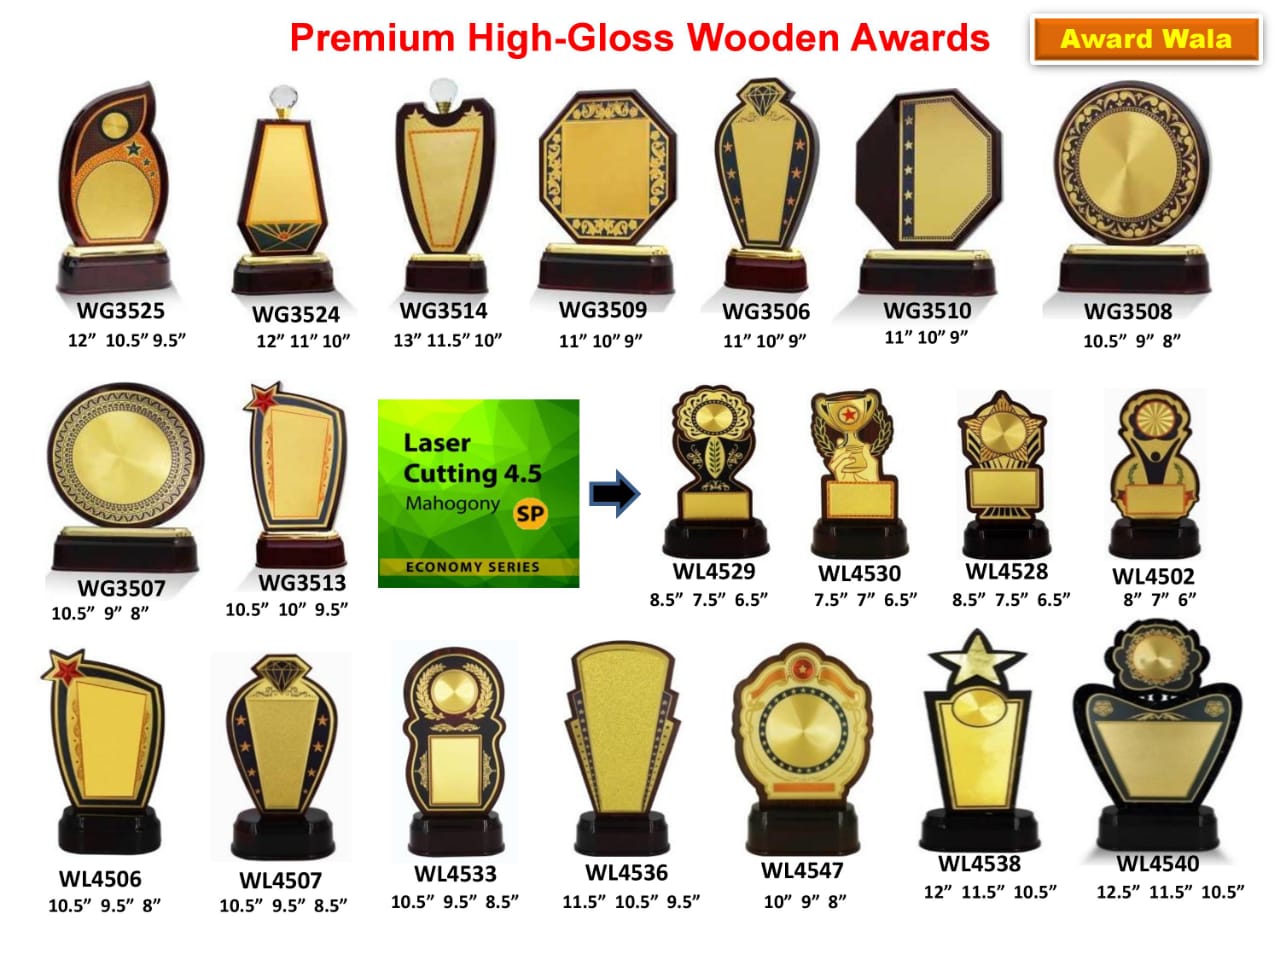 Premium High-Gloss Wooden Awards
Award Wala
WG3525
12” 10.5” 9.5”
WG3524
12” 11” 10”
WG3514
13” 11.5” 10”
WG3509
11” 10” 9”
WG3506
11” 10” 9”
WG3510
11” 10” 9”
WG3508
10.5” 9” 8”
WG3507
10.5” 9” 8”
WG3513
10.5” 10” 9.5”
Laser
Cutting 4.5
Mahogony
SP
ECONOMY SERIES
WL4529
8.5” 7.5” 6.5”
WL4530
7.5” 7” 6.5”
WL4528
8.5” 7.5” 6.5”
WL4502
8” 7” 6”
WL4506
10.5” 9.5” 8”
WL4507
10.5” 9.5” 8.5”
WL4533
10.5” 9.5” 8.5”
WL4536
11.5” 10.5” 9.5”
WL4547
10” 9” 8”
WL4538
12” 11.5” 10.5”
WL4540
12.5” 11.5” 10.5”